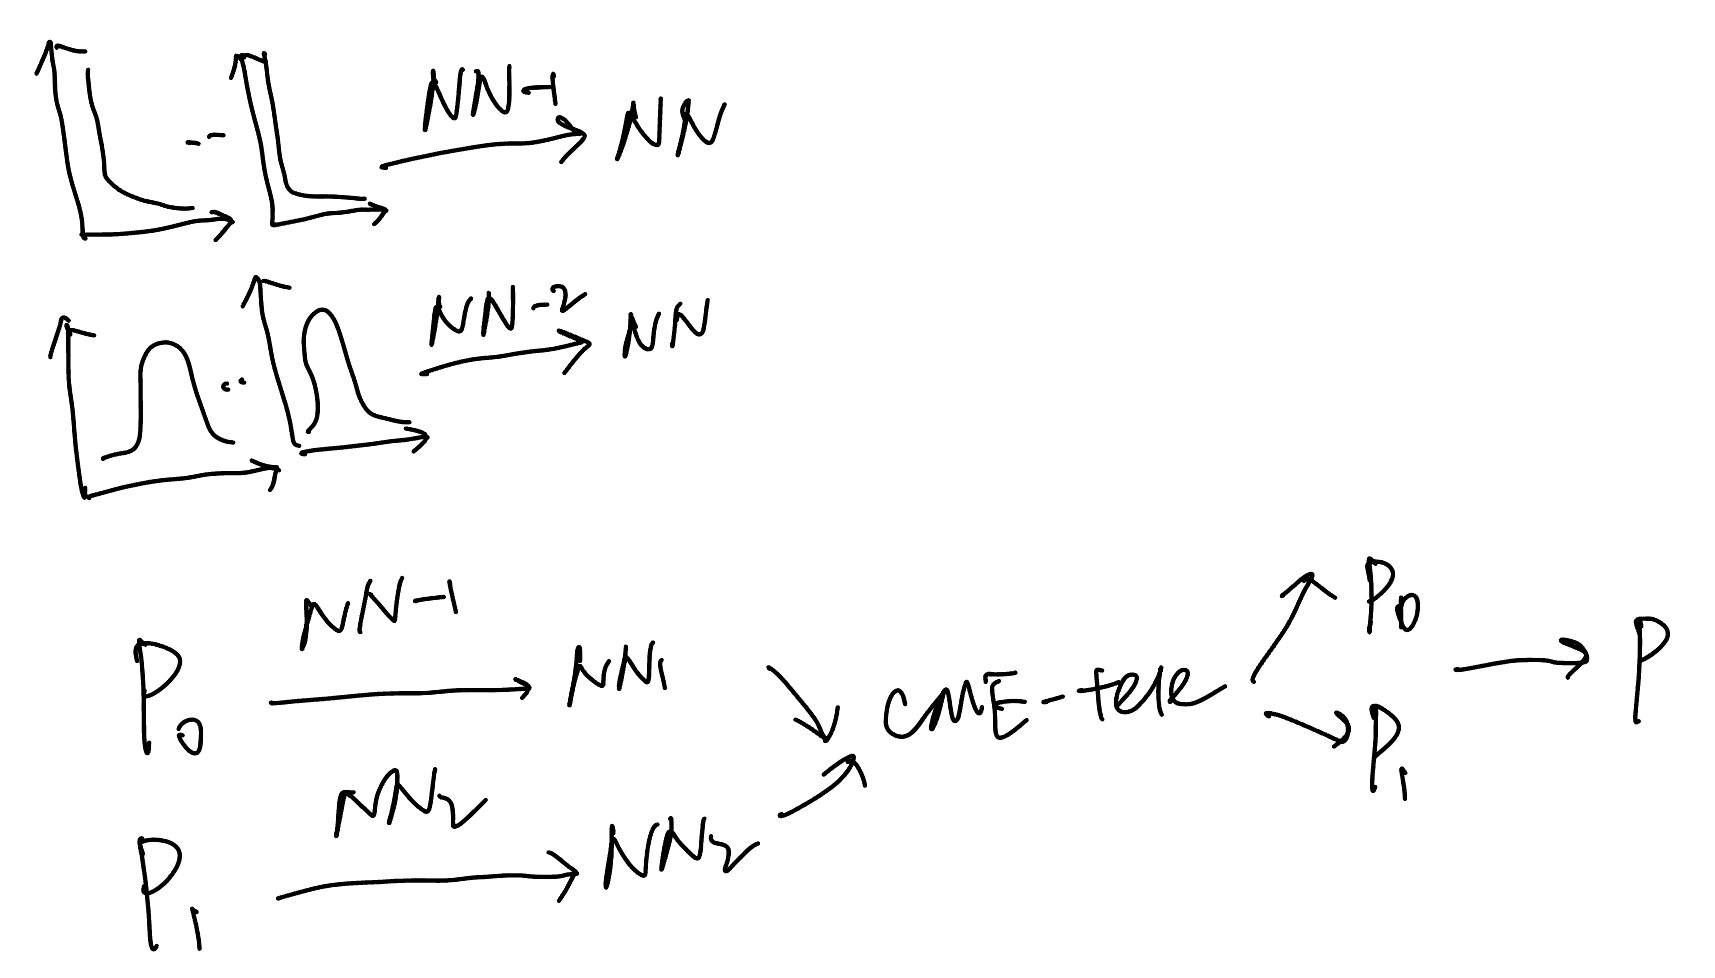 NN-1 NN
NN-2 NN
P0 NN-1 NN1
P1 NN2 NN2
CME-tele
P0
P1
P